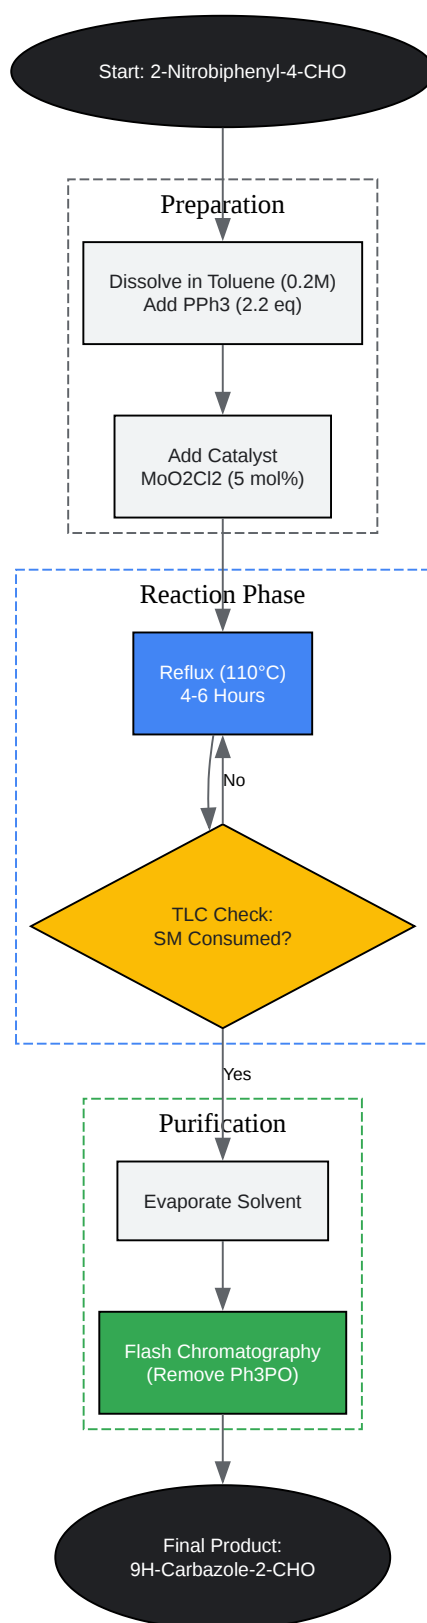 Start: 2-Nitrobiphenyl-4-CHO
Preparation
Dissolve in Toluene (0.2M)
Add PPh3 (2.2 eq)
Add Catalyst
MoO2Cl2 (5 mol%)
Reaction Phase
Reflux (110°C)
4-6 Hours
No
TLC Check:
SM Consumed?
Yes
Purification
Evaporate Solvent
Flash Chromatography
(Remove Ph3PO)
Final Product:
9H-Carbazole-2-CHO